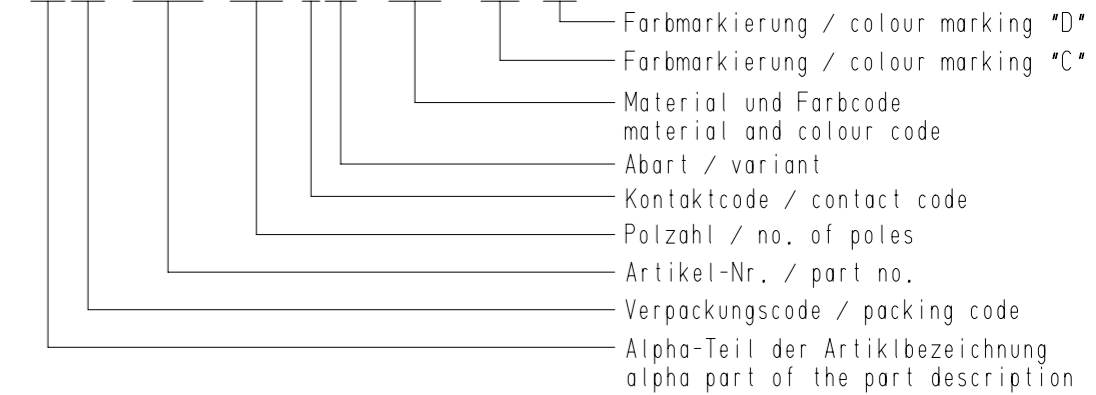 Farbmarkierung / colour marking "D"
Farbmarkierung / colour marking "C"
Material und Farbcode
material and colour code
Abart / variant
Kontaktcode / contact code
Polzahl / no. of poles
Artikel-Nr. / part no.
Verpackungscode / packing code
Alpha-Teil der Artiklbezeichnung
alpha part of the part description